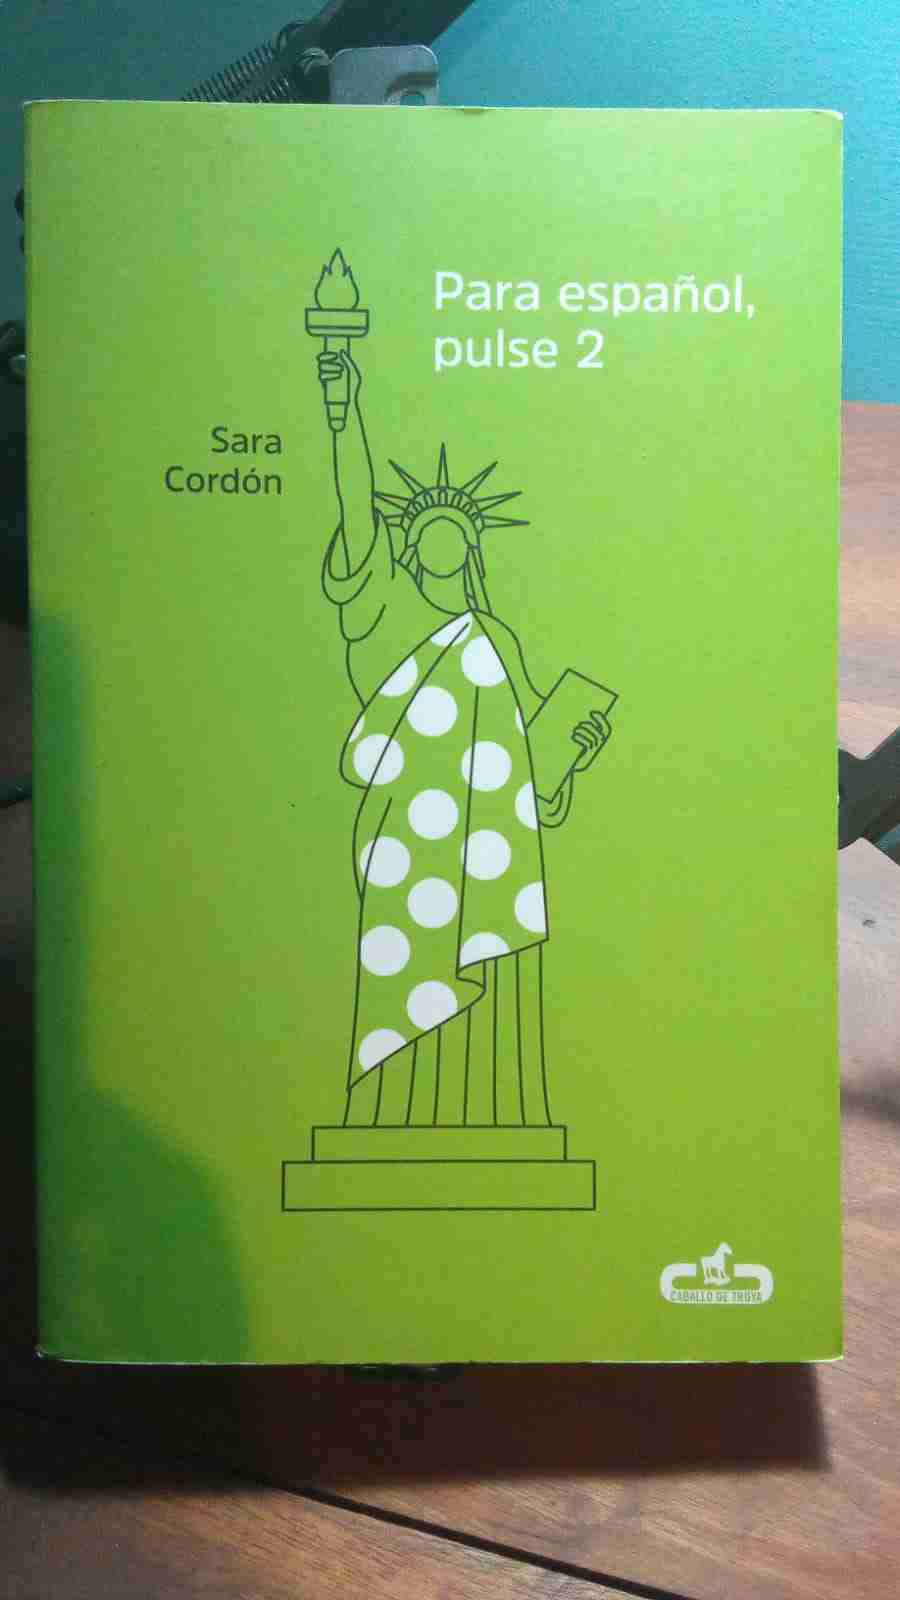 Para español,
pulse 2
Sara
Cordón
CABALLO DE TROYA